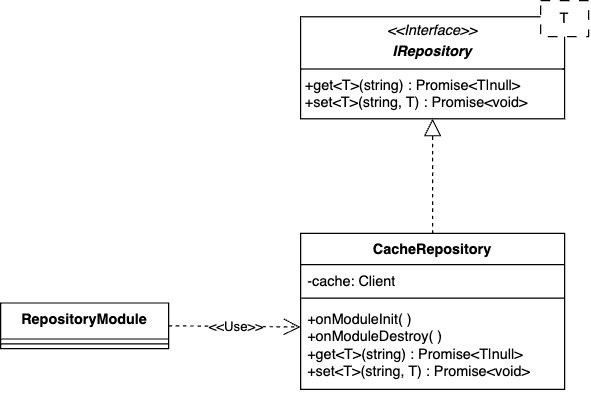 T
<<Interface>>
IRepository
+get<T>(string) : Promise<T|null>
+set<T>(string, T) : Promise<void>
CacheRepository
-cache: Client
RepositoryModule
<<Use>>
+onModuleInit( )
+onModuleDestroy( )
+get<T>(string) : Promise<T|null>
+set<T>(string, T) : Promise<void>